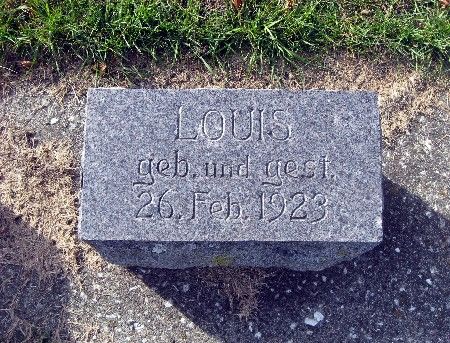 LOUIS
geb. und gest.
26. Feb. 1923